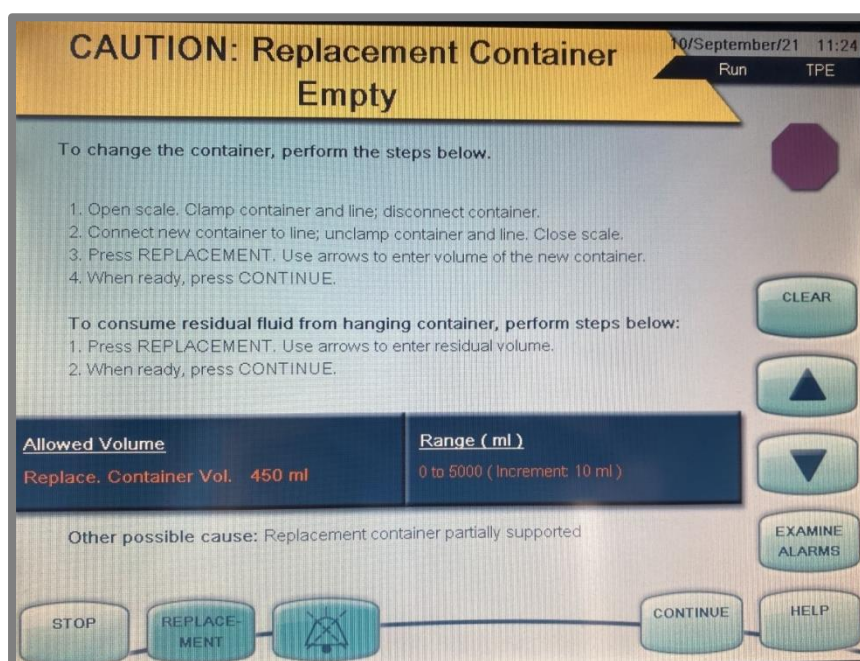 CAUTION: Replacement Container
Empty
10/September/21 11:24
Run TPE
To change the container, perform the steps below.
1. Open scale. Clamp container and line; disconnect container.
2. Connect new container to line; unclamp container and line. Close scale.
3. Press REPLACEMENT. Use arrows to enter volume of the new container.
4. When ready, press CONTINUE.
CLEAR
To consume residual fluid from hanging container, perform steps below:
1. Press REPLACEMENT. Use arrows to enter residual volume.
2. When ready, press CONTINUE.
Allowed Volume
Replace. Container Vol. 450 ml
Range ( ml )
0 to 5000 ( Increment: 10 ml )
Other possible cause: Replacement container partially supported
EXAMINE
ALARMS
STOP
REPLACE-
MENT
CONTINUE
HELP